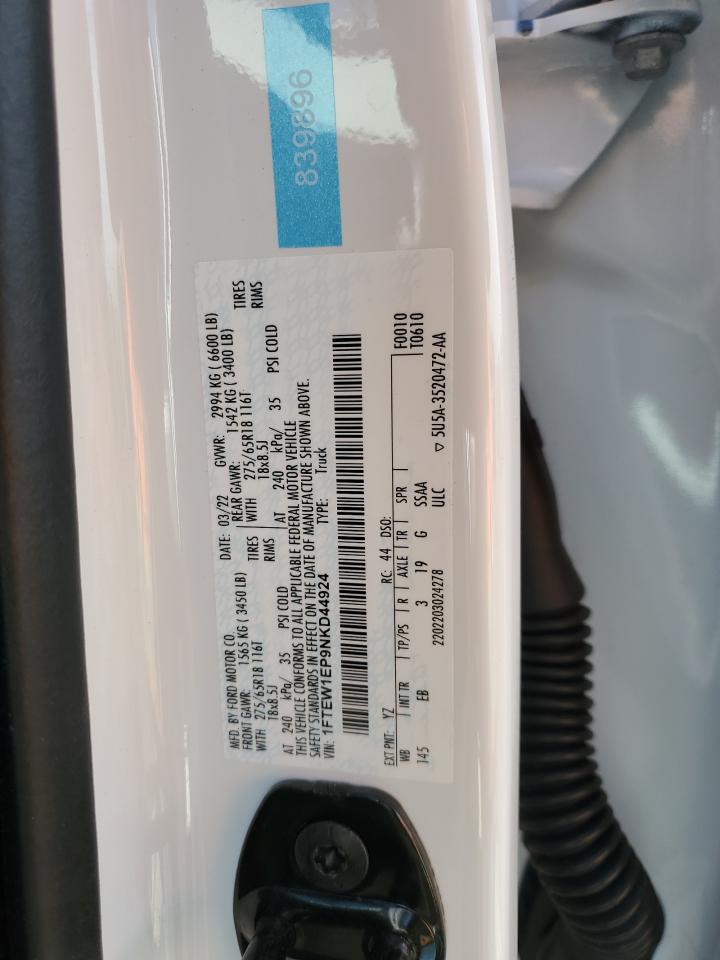 839896
MFD. BY FORD MOTOR CO. DATE: 03/22 GVWR: 2994 KG ( 6600 LB)
FRONT GAWR: 1565 KG ( 3450 LB) REAR GAWR: 1542 KG ( 3400 LB)
WITH 275/65R18 116T TIRES WITH 275/65R18 116T TIRES
18x8.5J RIMS 18x8.5J RIMS
AT 240 kPa/ 35 PSI COLD AT 240 kPa/ 35 PSI COLD
THIS VEHICLE CONFORMS TO ALL APPLICABLE FEDERAL MOTOR VEHICLE
SAFETY STANDARDS IN EFFECT ON THE DATE OF MANUFACTURE SHOWN ABOVE.
VIN: 1FTEW1EP9NKD44924 TYPE: Truck
EXT PNT: YZ RC: 44 DSO: F0010
WB INT TR TP/PS R AXLE TR SPR T0610
145 EB 3 19 G SSAA
2202203024278 ULC ▽ 5U5A-3520472-AA